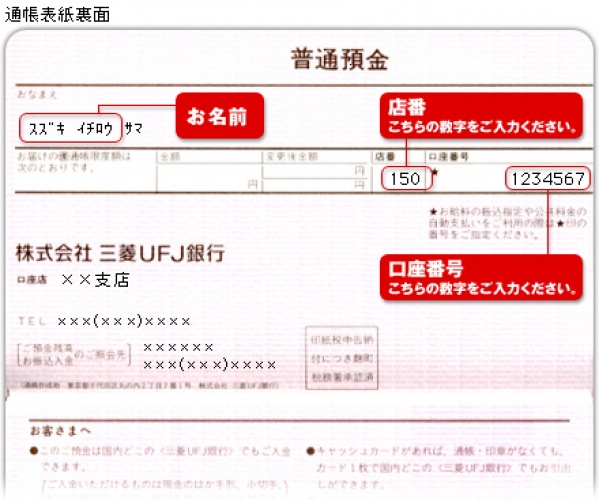 通帳表紙裏面
普通預金
おなまえ
ｽｽﾞｷ ｲﾁﾛｳ ｻﾏ
お名前
店番
こちらの数字をご入力ください。
お届けの当通帳限度額は
次のとおりです。
金額
変更後金額
店番
口座番号
円
円
円
★
150
1234567
★お給料の振込指定や公共料金の
自動支払いをご利用の際は★印の
番号をご指定ください。
株式会社 三菱UFJ銀行
口座番号
こちらの数字をご入力ください。
口座店 ××支店
TEL ×××(×××)××××
ご預金残高
お振込入金
のご照会先
××××××
×××(×××)××××
印紙税申告納
付につき麹町
税務署承認済
お客さまへ
●このご預金は国内どこの〈三菱UFJ銀行〉でもご入金
できます。
(ご入金いただけるものは現金のほか手形、小切手、
●キャッシュカードがあれば、通帳・印章がなくても、
カード1枚で国内どこの〈三菱UFJ銀行〉でもお引出
しができます。